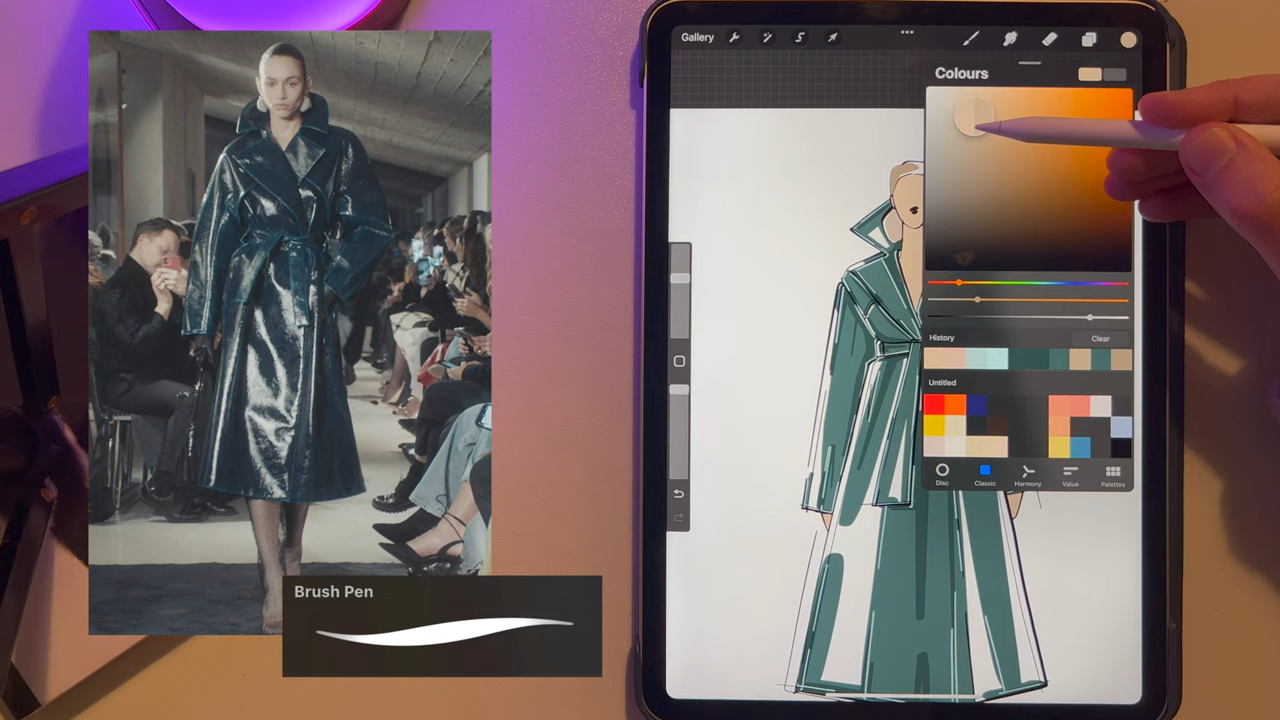 Gallery
Colours
History
Clear
Untitled
Disc
Classic
Harmony
Value
Palettes
Brush Pen